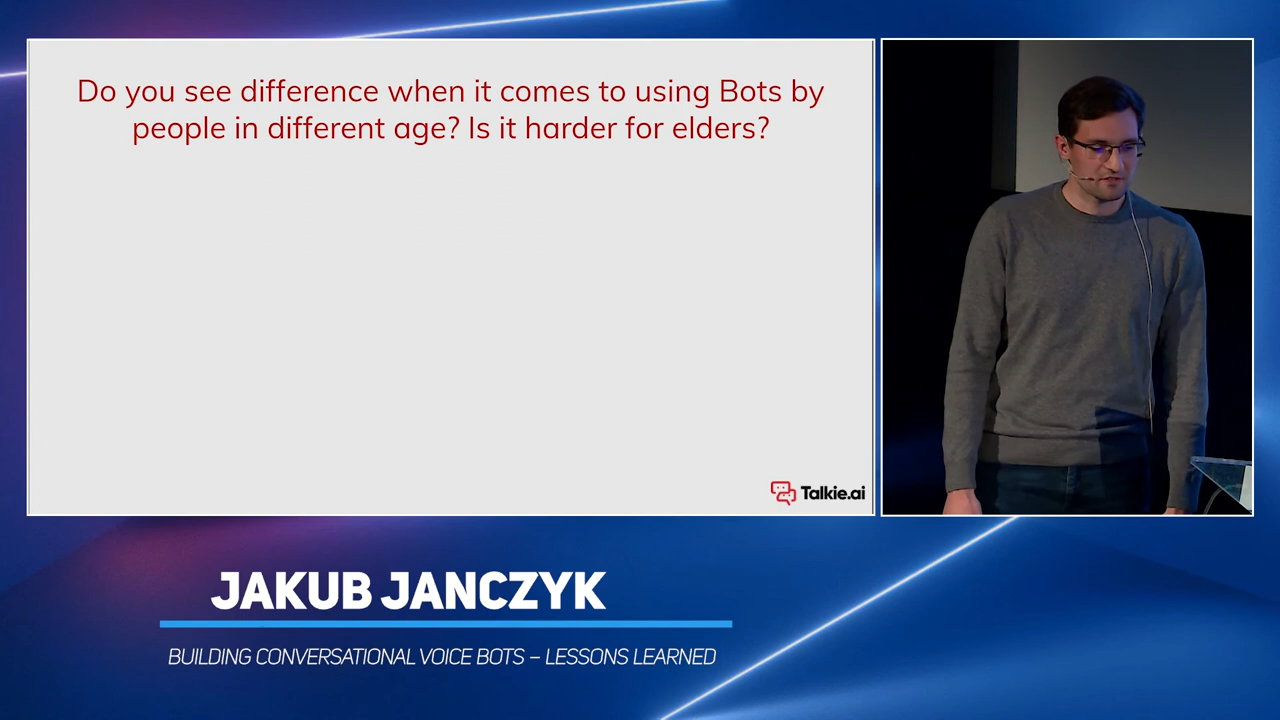 Do you see difference when it comes to using Bots by
people in different age? Is it harder for elders?
Talkie.ai
JAKUB JANCZYK
BUILDING CONVERSATIONAL VOICE BOTS – LESSONS LEARNED